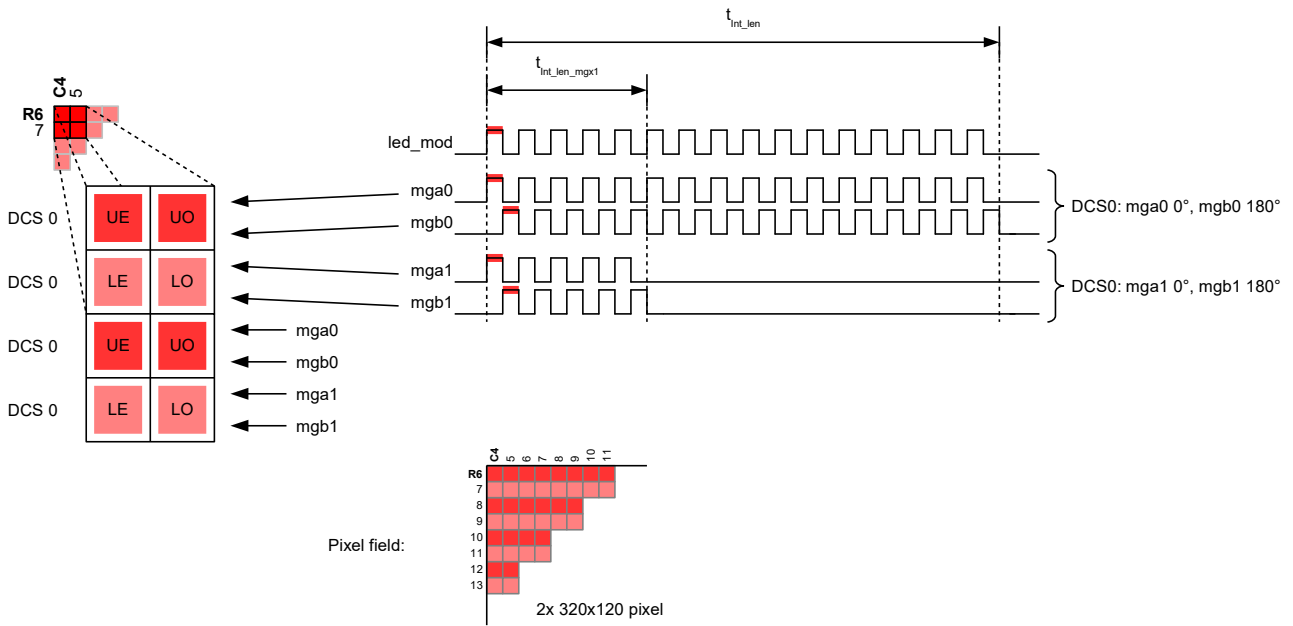 tInt_len
tInt_len_mgx1
C4
5
R6
7
led_mod
mga0
mgb0
mga1
mgb1
DCS0: mga0 0°, mgb0 180°
DCS0: mga1 0°, mgb1 180°
DCS 0 UE UO
DCS 0 LE LO
DCS 0 UE UO
DCS 0 LE LO
mga0
mgb0
mga1
mgb1
C4 5 6 7 8 9 10 11
R6
7
8
9
10
11
12
13
Pixel field:
2x 320x120 pixel